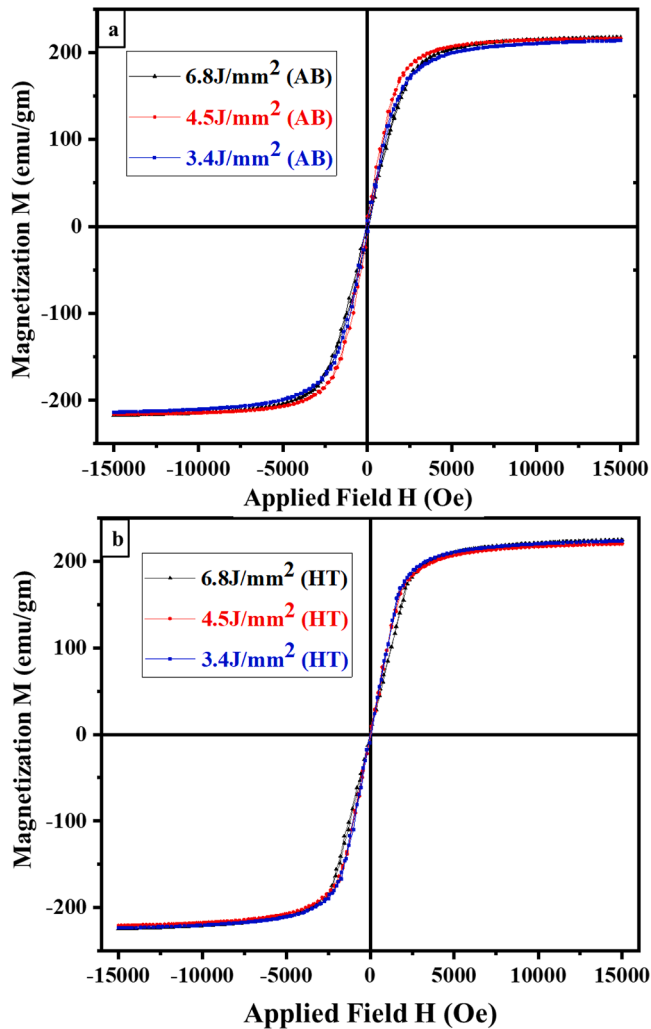 a
200
100
0
-100
-200
Magnetization M (emu/gm)
6.8J/mm² (AB)
4.5J/mm² (AB)
3.4J/mm² (AB)
-15000 -10000 -5000 0 5000 10000 15000
Applied Field H (Oe)
b
200
100
0
-100
-200
Magnetization M (emu/gm)
6.8J/mm² (HT)
4.5J/mm² (HT)
3.4J/mm² (HT)
-15000 -10000 -5000 0 5000 10000 15000
Applied Field H (Oe)